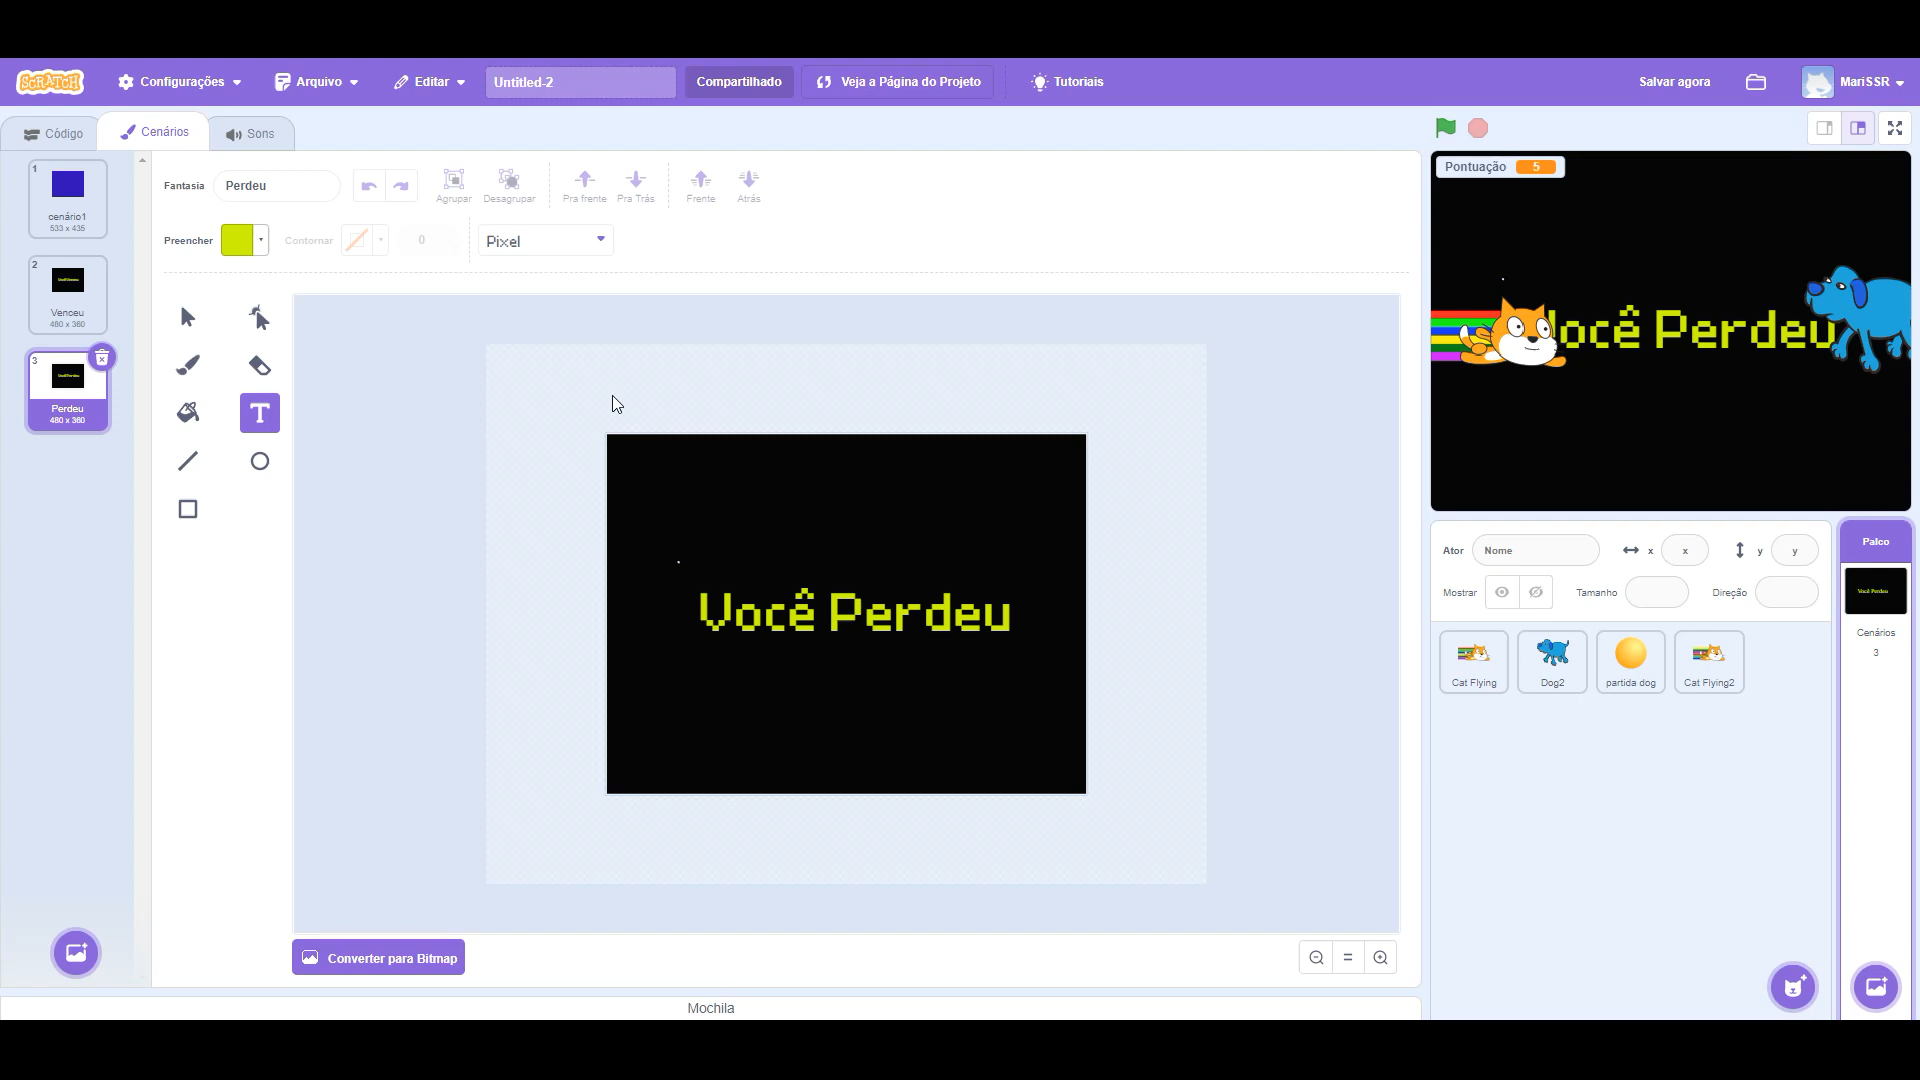 SCRATCH
Configurações
Arquivo
Editar
Untitled-2
Compartilhado
Veja a Página do Projeto
Tutoriais
Salvar agora
MariSSR
Código
Cenários
Sons
Fantasia
Perdeu
Agrupar
Desagrupar
Pra frente
Pra Trás
Frente
Atrás
Preencher
Contornar
0
Pixel
1
cenário1
533 x 435
2
Venceu
480 x 360
3
Perdeu
480 x 360
T
Você Perdeu
Converter para Bitmap
Mochila
Pontuação 5
Você Perdeu
Ator
Nome
x
x
y
y
Mostrar
Tamanho
Direção
Cat Flying
Dog2
partida dog
Cat Flying2
Palco
Você Perdeu
Cenários
3